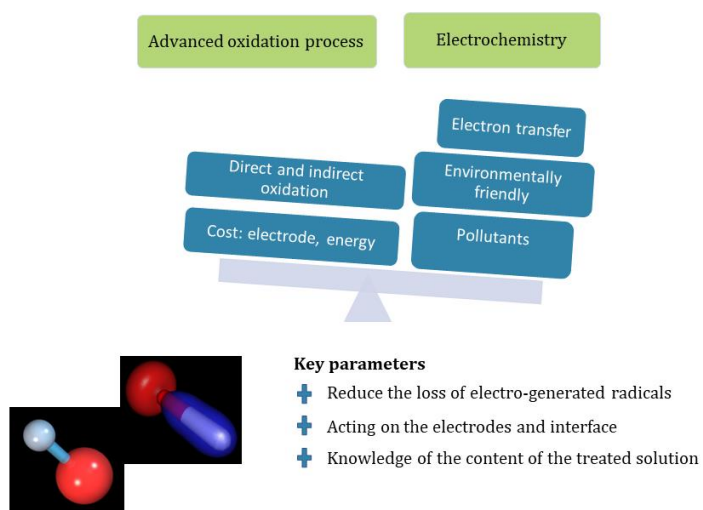 Advanced oxidation process
Electrochemistry
Electron transfer
Direct and indirect
oxidation
Environmentally
friendly
Cost: electrode, energy
Pollutants
Key parameters
Reduce the loss of electro-generated radicals
Acting on the electrodes and interface
Knowledge of the content of the treated solution